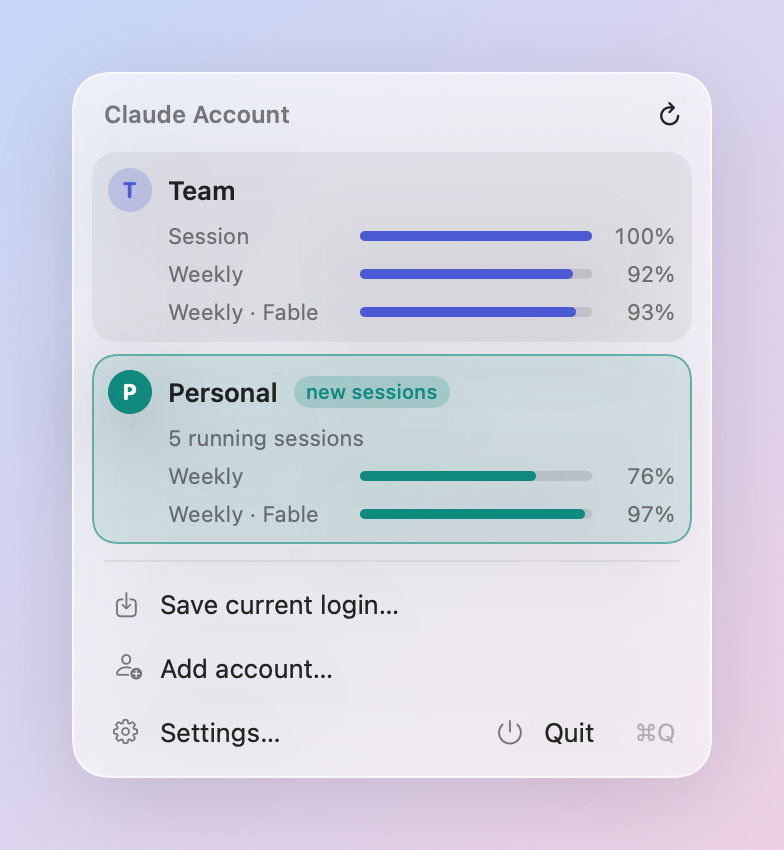 Claude Account
T Team
Session 100%
Weekly 92%
Weekly · Fable 93%
P Personal new sessions
5 running sessions
Weekly 76%
Weekly · Fable 97%
Save current login...
Add account...
Settings... Quit ⌘Q